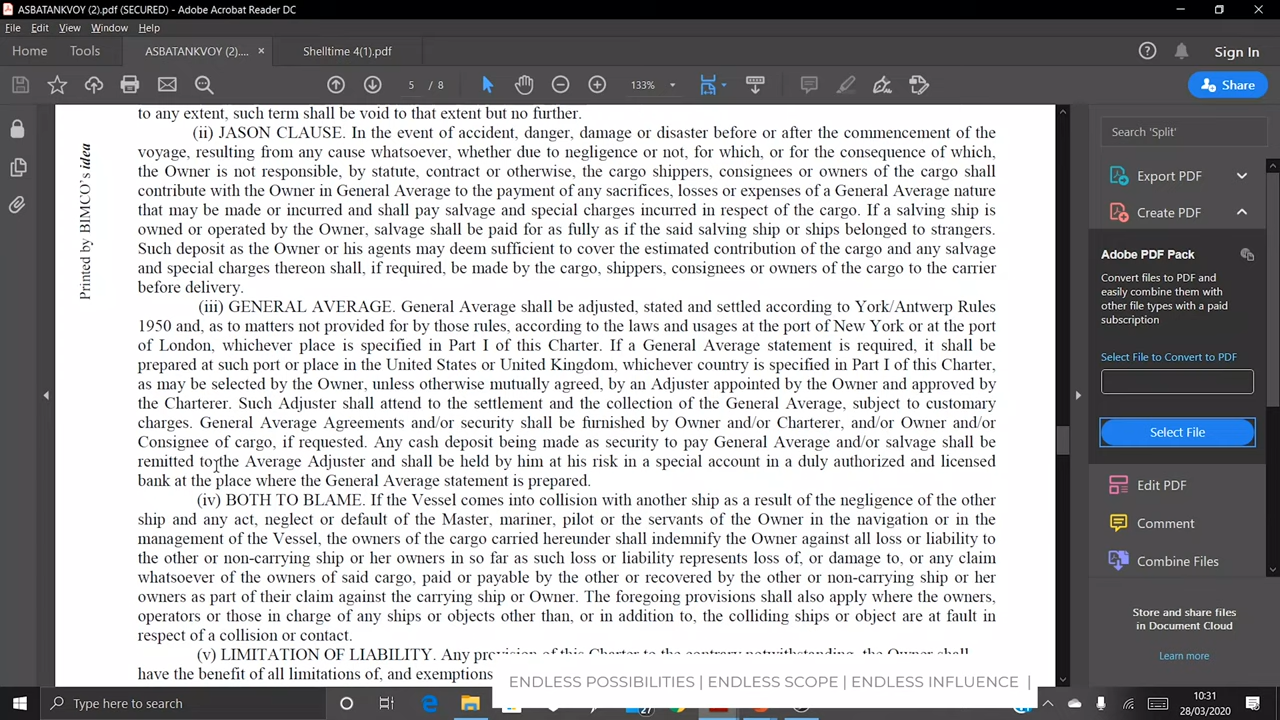 ASBATANKVOY (2).pdf (SECURED) - Adobe Acrobat Reader DC
File Edit View Window Help
Home Tools ASBATANKVOY (2).... × Shelltime 4(1).pdf Sign In
5 / 8 133% Share
to any extent, such term shall be void to that extent but no further.
(ii) JASON CLAUSE. In the event of accident, danger, damage or disaster before or after the commencement of the
voyage, resulting from any cause whatsoever, whether due to negligence or not, for which, or for the consequence of which,
the Owner is not responsible, by statute, contract or otherwise, the cargo shippers, consignees or owners of the cargo shall
contribute with the Owner in General Average to the payment of any sacrifices, losses or expenses of a General Average nature
that may be made or incurred and shall pay salvage and special charges incurred in respect of the cargo. If a salving ship is
owned or operated by the Owner, salvage shall be paid for as fully as if the said salving ship or ships belonged to strangers.
Such deposit as the Owner or his agents may deem sufficient to cover the estimated contribution of the cargo and any salvage
and special charges thereon shall, if required, be made by the cargo, shippers, consignees or owners of the cargo to the carrier
before delivery.
(iii) GENERAL AVERAGE. General Average shall be adjusted, stated and settled according to York/Antwerp Rules
1950 and, as to matters not provided for by those rules, according to the laws and usages at the port of New York or at the port
of London, whichever place is specified in Part I of this Charter. If a General Average statement is required, it shall be
prepared at such port or place in the United States or United Kingdom, whichever country is specified in Part I of this Charter,
as may be selected by the Owner, unless otherwise mutually agreed, by an Adjuster appointed by the Owner and approved by
the Charterer. Such Adjuster shall attend to the settlement and the collection of the General Average, subject to customary
charges. General Average Agreements and/or security shall be furnished by Owner and/or Charterer, and/or Owner and/or
Consignee of cargo, if requested. Any cash deposit being made as security to pay General Average and/or salvage shall be
remitted to the Average Adjuster and shall be held by him at his risk in a special account in a duly authorized and licensed
bank at the place where the General Average statement is prepared.
(iv) BOTH TO BLAME. If the Vessel comes into collision with another ship as a result of the negligence of the other
ship and any act, neglect or default of the Master, mariner, pilot or the servants of the Owner in the navigation or in the
management of the Vessel, the owners of the cargo carried hereunder shall indemnify the Owner against all loss or liability to
the other or non-carrying ship or her owners in so far as such loss or liability represents loss of, or damage to, or any claim
whatsoever of the owners of said cargo, paid or payable by the other or recovered by the other or non-carrying ship or her
owners as part of their claim against the carrying ship or Owner. The foregoing provisions shall also apply where the owners,
operators or those in charge of any ships or objects other than, or in addition to, the colliding ships or object are at fault in
respect of a collision or contact.
(v) LIMITATION OF LIABILITY. Any provision of this Charter to the contrary notwithstanding, the Owner shall
have the benefit of all limitations of, and exemptions
Printed by BIMCO's idea
Search 'Split'
Export PDF
Create PDF
Adobe PDF Pack
Convert files to PDF and
easily combine them with
other file types with a paid
subscription
Select File to Convert to PDF
Select File
Edit PDF
Comment
Combine Files
Store and share files
in Document Cloud
Learn more
ENDLESS POSSIBILITIES | ENDLESS SCOPE | ENDLESS INFLUENCE |
Type here to search
27
10:31
28/03/2020